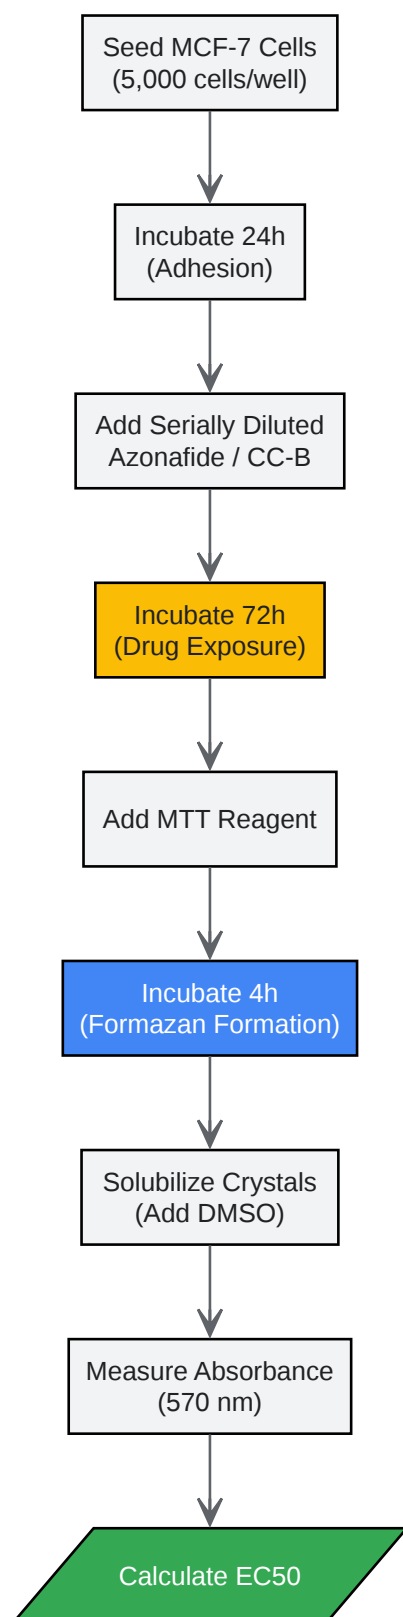 Seed MCF-7 Cells
(5,000 cells/well)
Incubate 24h
(Adhesion)
Add Serially Diluted
Azonafide / CC-B
Incubate 72h
(Drug Exposure)
Add MTT Reagent
Incubate 4h
(Formazan Formation)
Solubilize Crystals
(Add DMSO)
Measure Absorbance
(570 nm)
Calculate EC50